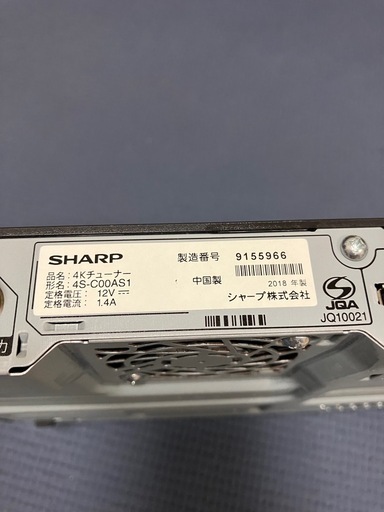 SHARP
製造番号 9155966
品名: 4Kチューナー
形名: 4S-C00AS1
定格電圧: 12V ⎓
定格電流: 1.4A
中国製
2018 年製
シャープ株式会社
JQA
JQ10021
力